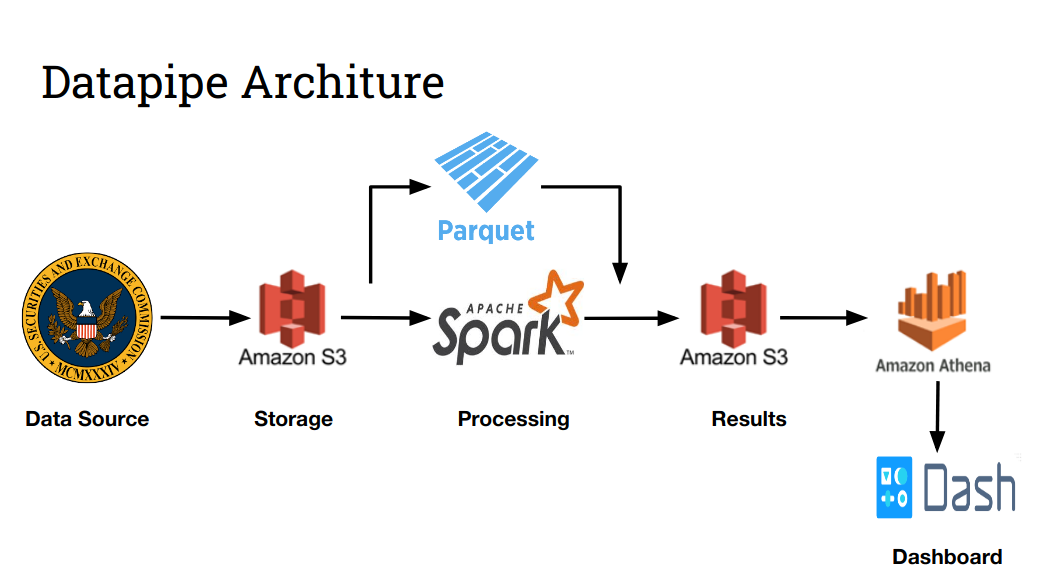 Datapipe Architure
Parquet
U.S. SECURITIES AND EXCHANGE COMMISSION
MCMXXXIV
Amazon S3
APACHE
Spark™
Amazon S3
Amazon Athena
Data Source
Storage
Processing
Results
Dash
Dashboard